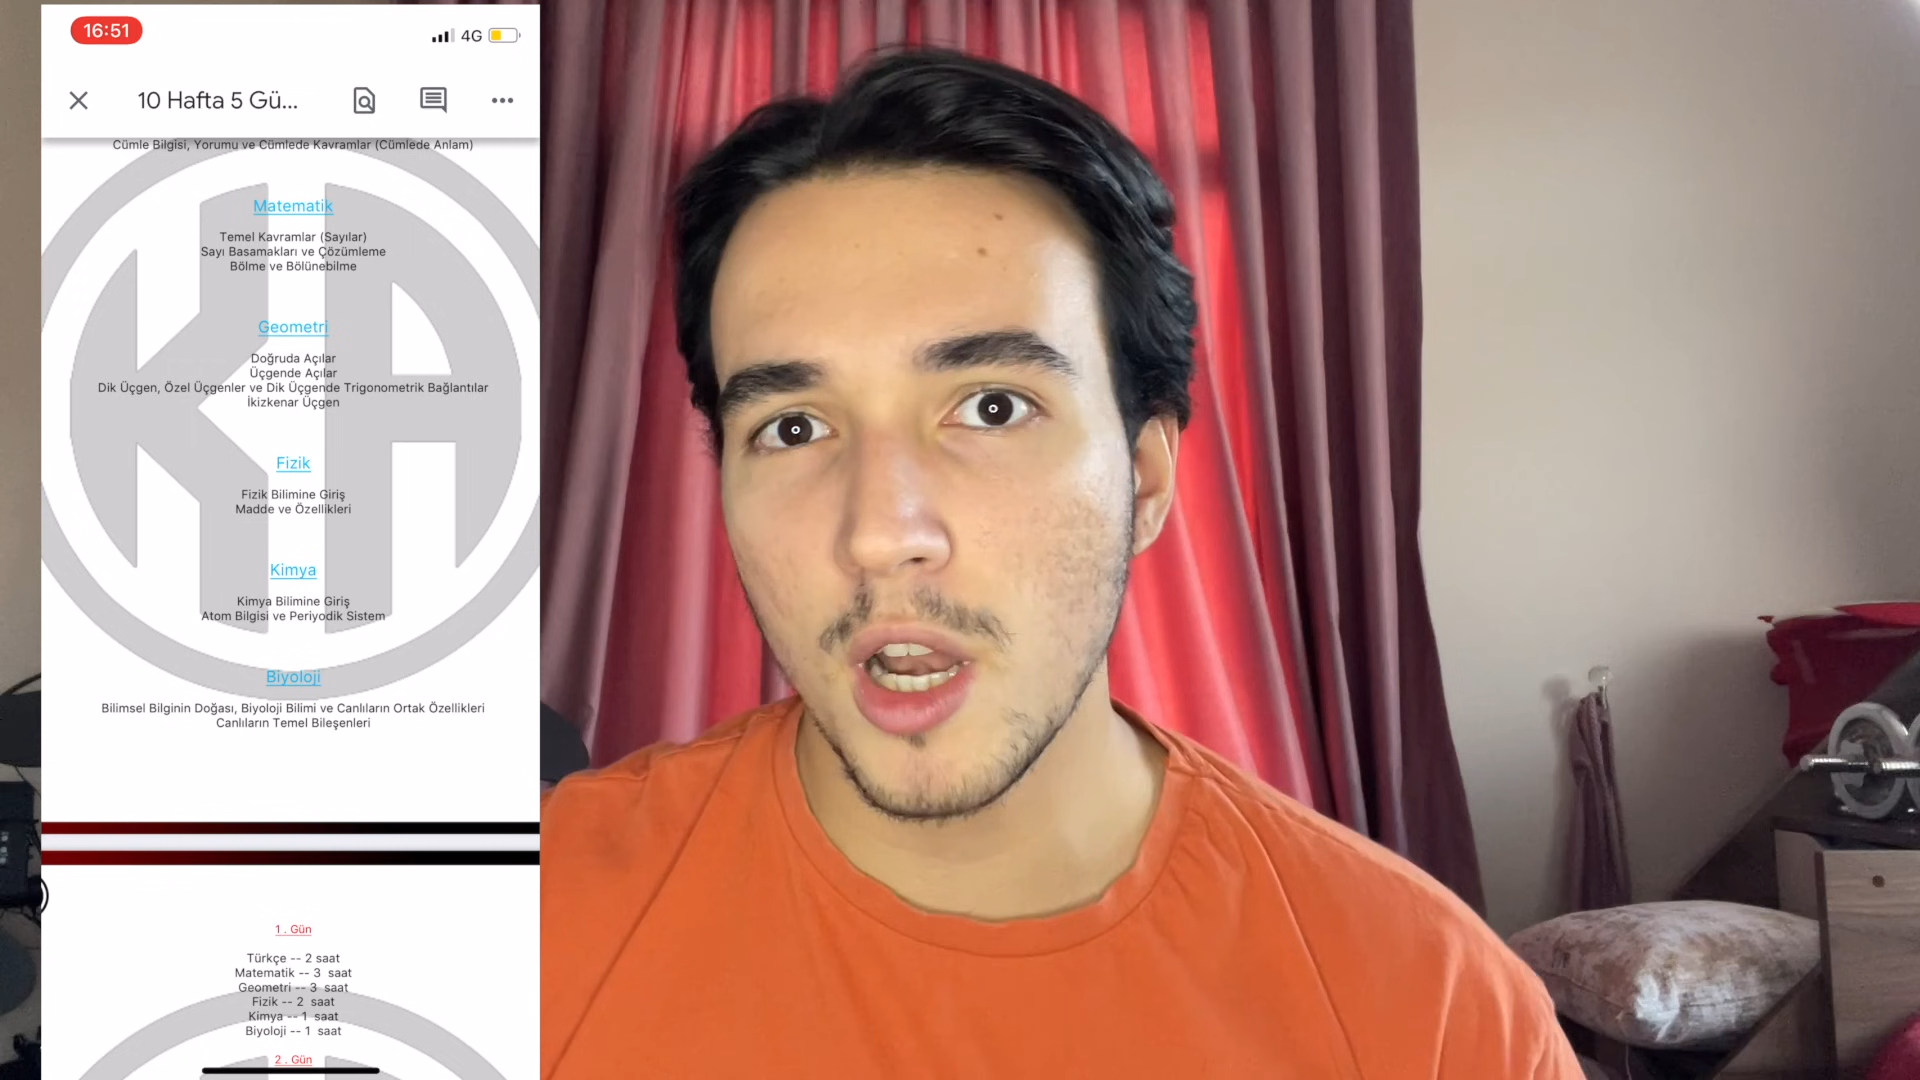 16:51
4G
10 Hafta 5 Gü...
Cümle Bilgisi, Yorumu ve Cümlede Kavramlar (Cümlede Anlam)
Matematik
Temel Kavramlar (Sayılar)
Sayı Basamakları ve Çözümleme
Bölme ve Bölünebilme
Geometri
Doğruda Açılar
Üçgende Açılar
Dik Üçgen, Özel Üçgenler ve Dik Üçgende Trigonometrik Bağlantılar
İkizkenar Üçgen
Fizik
Fizik Bilimine Giriş
Madde ve Özellikleri
Kimya
Kimya Bilimine Giriş
Atom Bilgisi ve Periyodik Sistem
Biyoloji
Bilimsel Bilginin Doğası, Biyoloji Bilimi ve Canlıların Ortak Özellikleri
Canlıların Temel Bileşenleri
1 . Gün
Türkçe -- 2 saat
Matematik -- 3 saat
Geometri -- 3 saat
Fizik -- 2 saat
Kimya -- 1 saat
Biyoloji -- 1 saat
2 . Gün
KA